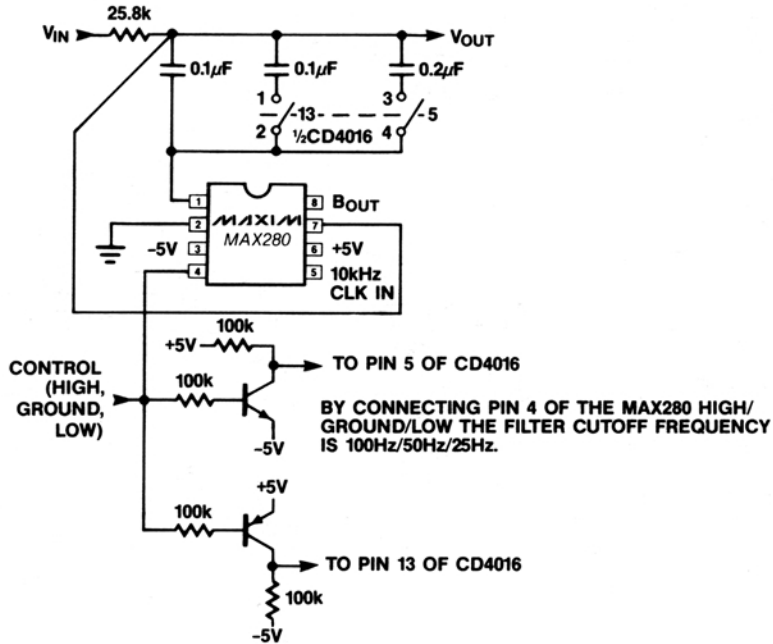 25.8k
VIN
VOUT
0.1µF
0.1µF
0.2µF
1
13
2
3
5
4
½CD4016
1
2
3
4
8
7
6
5
BOUT
MAXIM
MAX280
-5V
+5V
10kHz
CLK IN
100k
+5V
TO PIN 5 OF CD4016
CONTROL
(HIGH,
GROUND,
LOW)
100k
-5V
BY CONNECTING PIN 4 OF THE MAX280 HIGH/
GROUND/LOW THE FILTER CUTOFF FREQUENCY
IS 100Hz/50Hz/25Hz.
+5V
100k
TO PIN 13 OF CD4016
100k
-5V